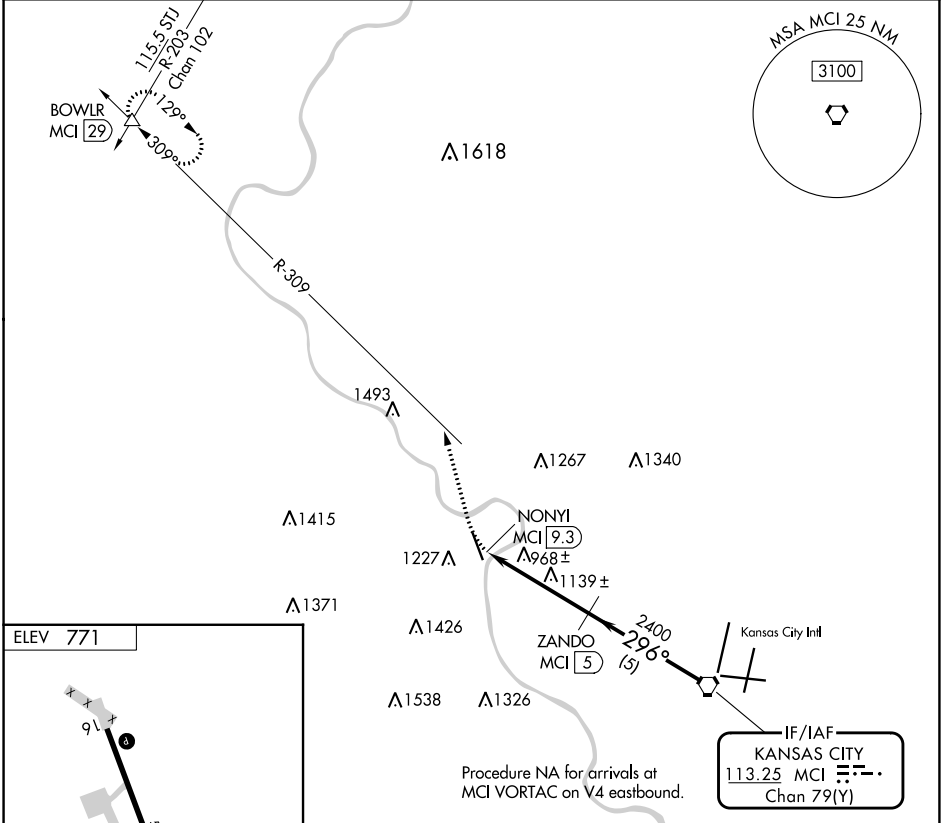 115.5 STJ
R-203
Chan 102
MSA MCI 25 NM
3100
BOWLR
MCI 29
129°
309°
1618
R-309
1493
1267
1340
1415
NONYI
MCI 9.3
1227
968±
1139±
1371
1426
2400
296°
(5)
ZANDO
MCI 5
Kansas City Intl
ELEV 771
1538
1326
X X X
16
P
IF/IAF
KANSAS CITY
113.25 MCI
Chan 79(Y)
Procedure NA for arrivals at
MCI VORTAC on V4 eastbound.